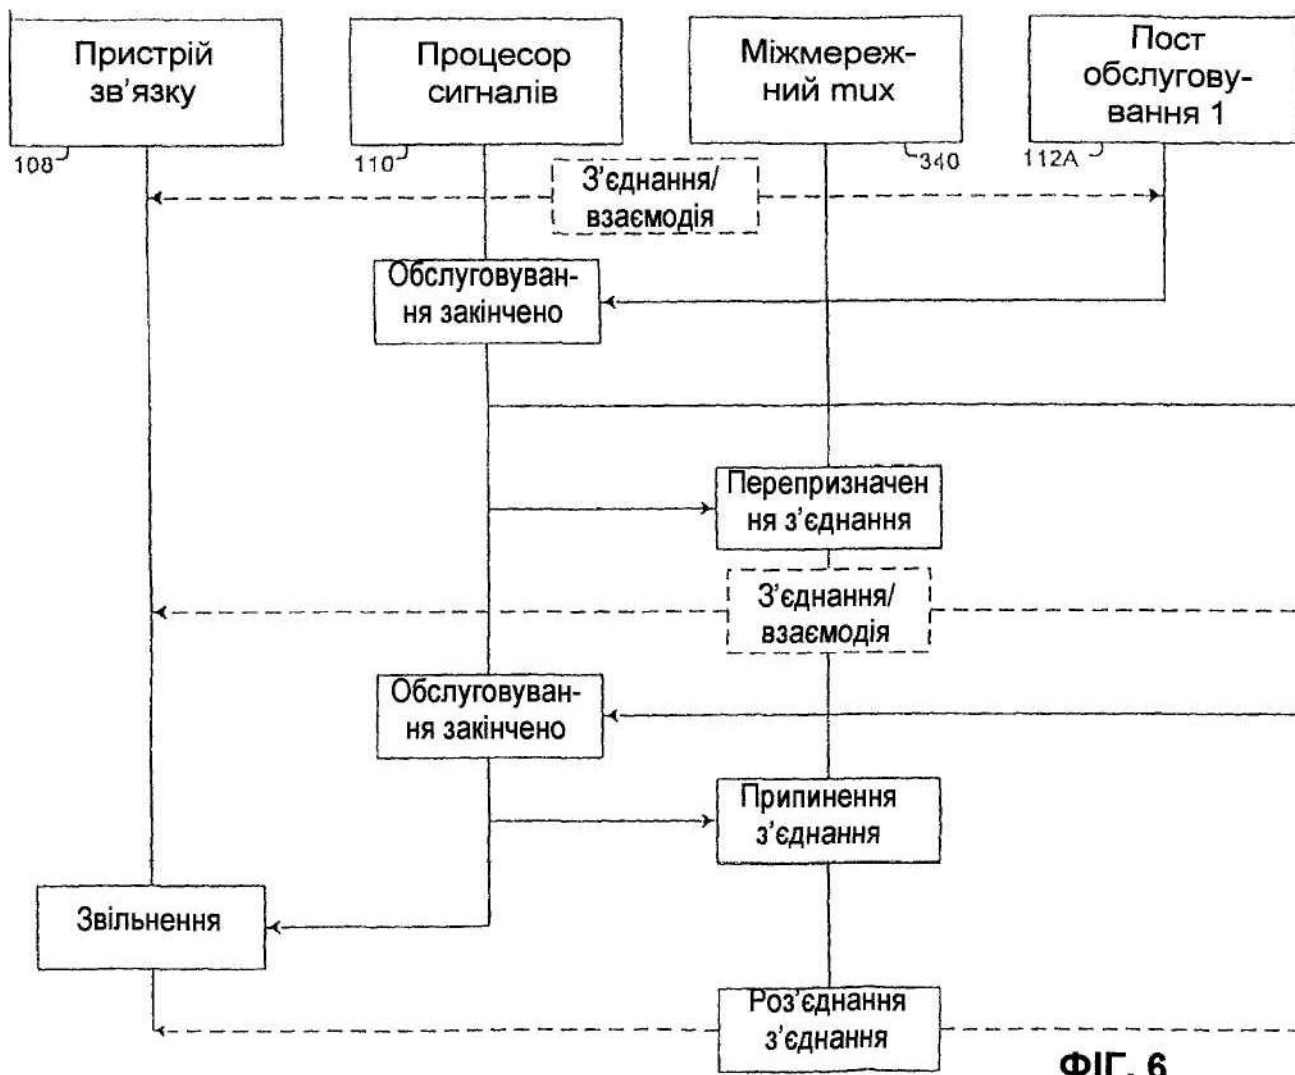 Пристрій
зв'язку
Процесор
сигналів
Міжмереж-
ний mux
Пост
обслугову-
вання 1
108
110
340
112A
З'єднання/
взаємодія
Обслуговуван-
ня закінчено
Перепризначен
ня з'єднання
З'єднання/
взаємодія
Обслуговуван-
ня закінчено
Припинення
з'єднання
Звільнення
Роз'єднання
з'єднання
ФІГ. 6